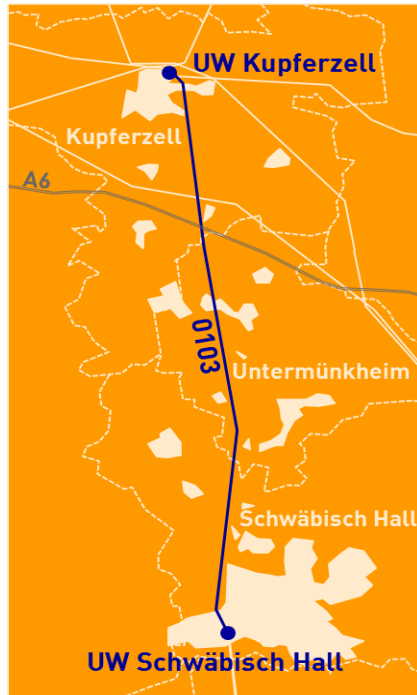 UW Kupferzell
Kupferzell
A6
0103
Untermünkheim
Schwäbisch Hall
UW Schwäbisch Hall